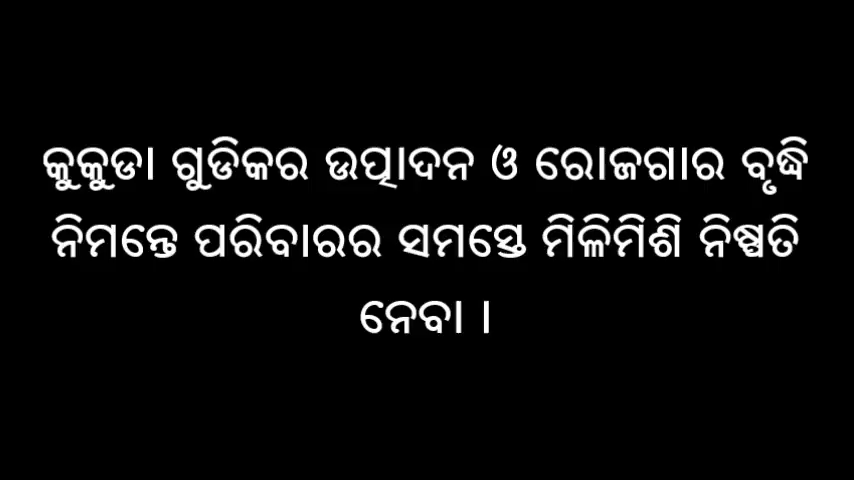 କୁକୁଡା ଗୁଡିକର ଉତ୍ପାଦନ ଓ ରୋଜଗାର ବୃଦ୍ଧି
ନିମନ୍ତେ ପରିବାରର ସମସ୍ତେ ମିଳିମିଶି ନିଷ୍ପତି
ନେବା ।